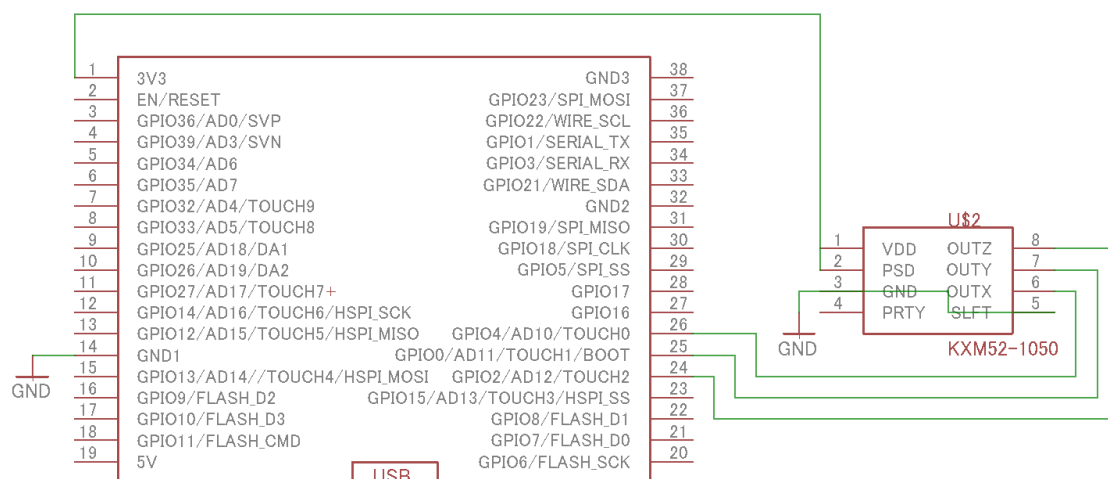 1 3V3 GND3 38
2 EN/RESET GPIO23/SPI_MOSI 37
3 GPIO36/AD0/SVP GPIO22/WIRE_SCL 36
4 GPIO39/AD3/SVN GPIO1/SERIAL_TX 35
5 GPIO34/AD6 GPIO3/SERIAL_RX 34
6 GPIO35/AD7 GPIO21/WIRE_SDA 33
7 GPIO32/AD4/TOUCH9 GND2 32
8 GPIO33/AD5/TOUCH8 GPIO19/SPI_MISO 31
9 GPIO25/AD18/DA1 GPIO18/SPI_CLK 30
10 GPIO26/AD19/DA2 GPIO5/SPI_SS 29
11 GPIO27/AD17/TOUCH7+ GPIO17 28
12 GPIO14/AD16/TOUCH6/HSPI_SCK GPIO16 27
13 GPIO12/AD15/TOUCH5/HSPI_MISO GPIO4/AD10/TOUCH0 26
14 GND1 GPIO0/AD11/TOUCH1/BOOT 25
15 GPIO13/AD14//TOUCH4/HSPI_MOSI GPIO2/AD12/TOUCH2 24
16 GPIO9/FLASH_D2 GPIO15/AD13/TOUCH3/HSPI_SS 23
17 GPIO10/FLASH_D3 GPIO8/FLASH_D1 22
18 GPIO11/FLASH_CMD GPIO7/FLASH_D0 21
19 5V GPIO6/FLASH_SCK 20
USB
GND
U$2
1 VDD OUTZ 8
2 PSD OUTY 7
3 GND OUTX 6
4 PRTY SLFT 5
GND
KXM52-1050